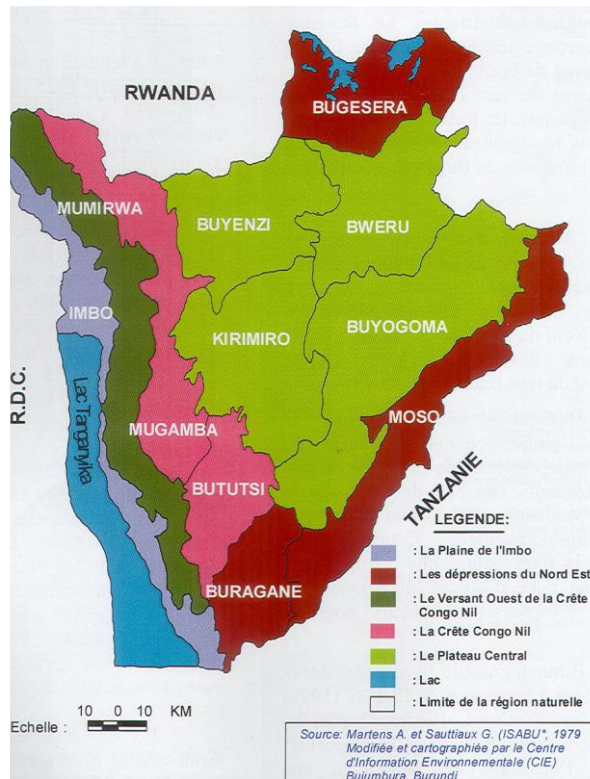 RWANDA
BUGESERA
MUMIRWA
BUYENZI
BWERU
IMBO
KIRIMIRO
BUYOGOMA
R.D.C.
Lac Tanganyika
MUGAMBA
MOSO
BUTUTSI
TANZANIE
BURAGANE
LEGENDE:
: La Plaine de l'Imbo
: Les dépressions du Nord Est
: Le Versant Ouest de la Crête
Congo Nil
: La Crête Congo Nil
: Le Plateau Central
: Lac
: Limite de la région naturelle
Echelle :
10 0 10 KM
Source: Martens A. et Sauttiaux G. (ISABU°, 1979
Modifiée et cartographiée par le Centre
d'Information Environnementale (CIE)
Bujumbura, Burundi